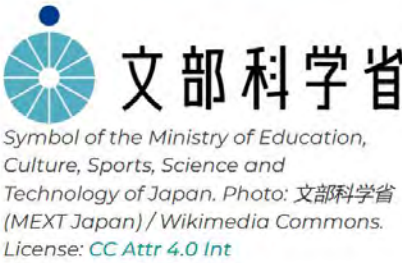 文部科学省
Symbol of the Ministry of Education,
Culture, Sports, Science and
Technology of Japan. Photo: 文部科学省
(MEXT Japan) / Wikimedia Commons.
License: CC Attr 4.0 Int